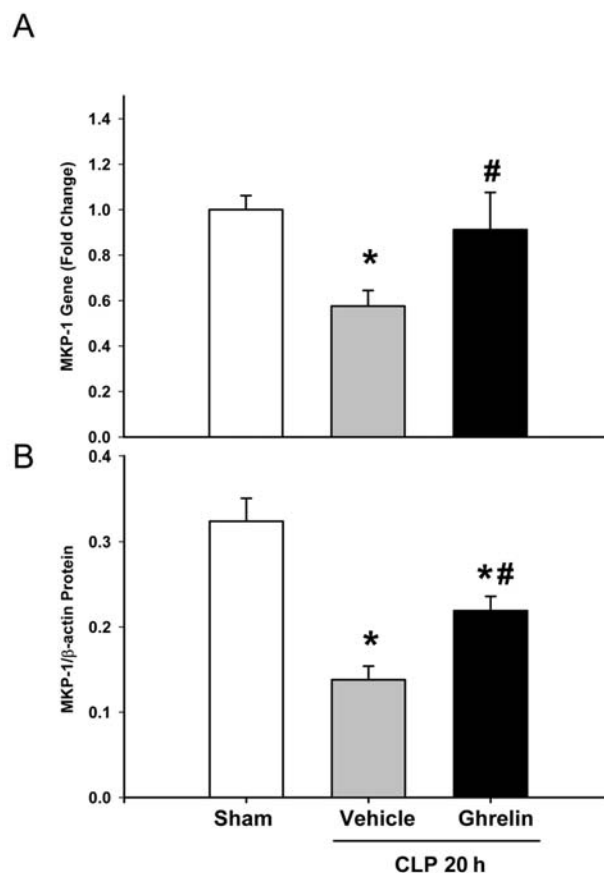 A
MKP-1 Gene (Fold Change)
1.4
1.2
1.0
0.8
0.6
0.4
0.2
0.0
#
*
B
MKP-1/β-actin Protein
0.4
0.3
0.2
0.1
0.0
*#
*
Sham Vehicle Ghrelin
CLP 20 h